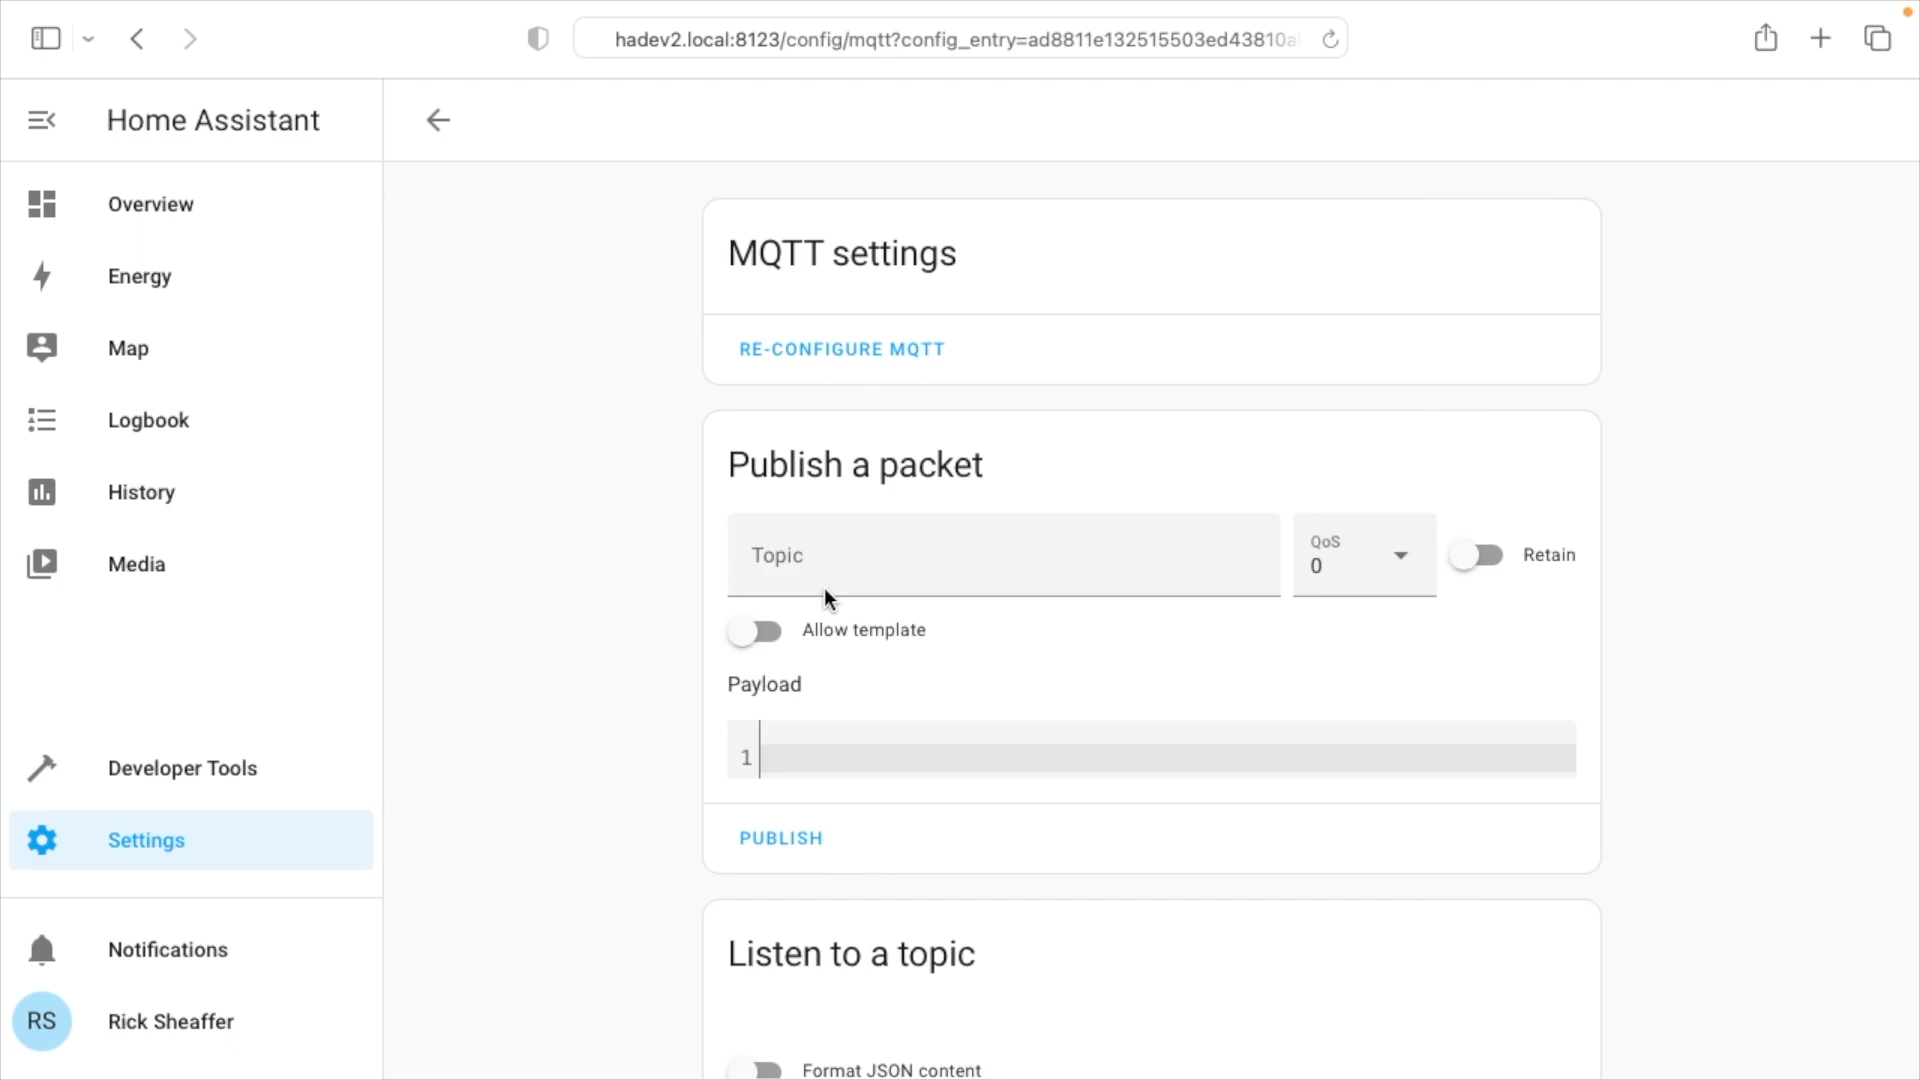 hadev2.local:8123/config/mqtt?config_entry=ad8811e132515503ed43810a
Home Assistant
Overview
Energy
Map
Logbook
History
Media
Developer Tools
Settings
Notifications
RS
Rick Sheaffer
MQTT settings
RE-CONFIGURE MQTT
Publish a packet
Topic
QoS
0
Retain
Allow template
Payload
1
PUBLISH
Listen to a topic
Format JSON content